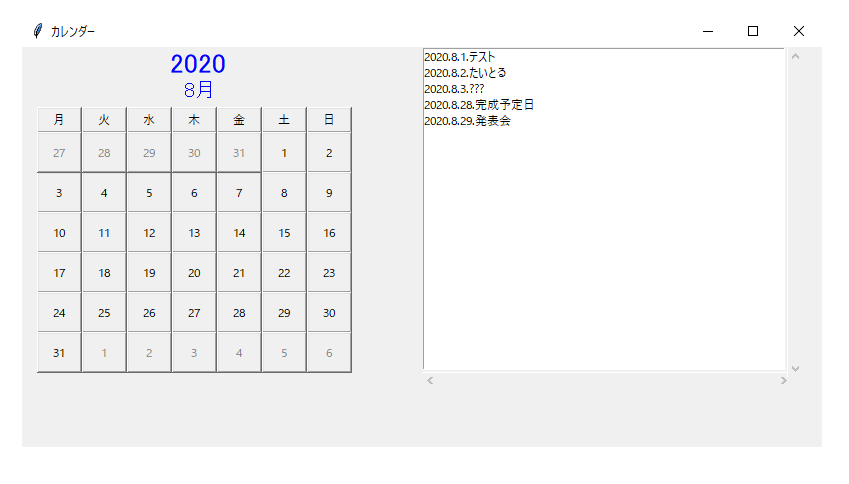 カレンダー
2020
8月
月 火 水 木 金 土 日
27 28 29 30 31 1 2
3 4 5 6 7 8 9
10 11 12 13 14 15 16
17 18 19 20 21 22 23
24 25 26 27 28 29 30
31 1 2 3 4 5 6
2020.8.1.テスト
2020.8.2.たいとる
2020.8.3.???
2020.8.28.完成予定日
2020.8.29.発表会